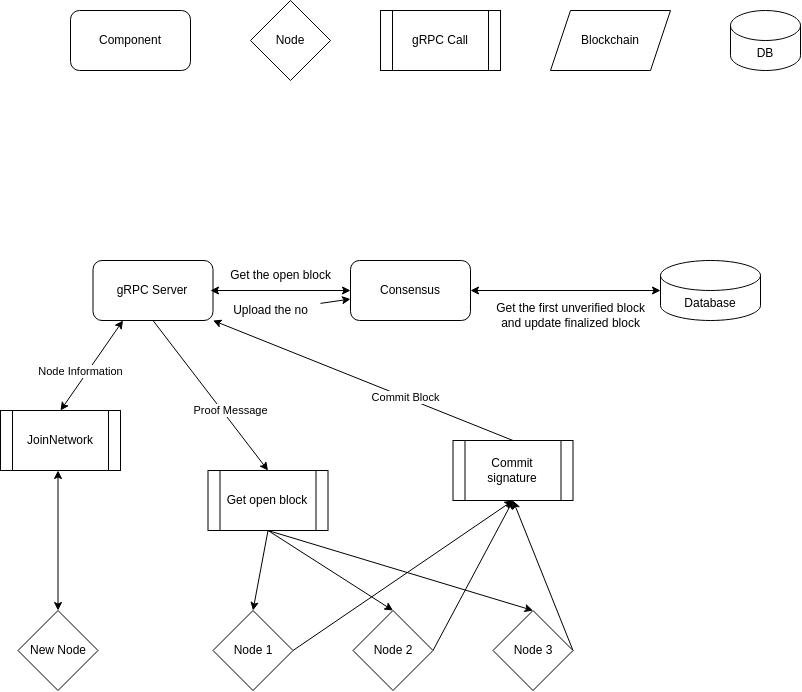 Component
Node
gRPC Call
Blockchain
DB
Get the open block
gRPC Server
Consensus
Database
Upload the no
Get the first unverified block
and update finalized block
Node Information
Commit Block
Proof Message
JoinNetwork
Commit
signature
Get open block
New Node
Node 1
Node 2
Node 3